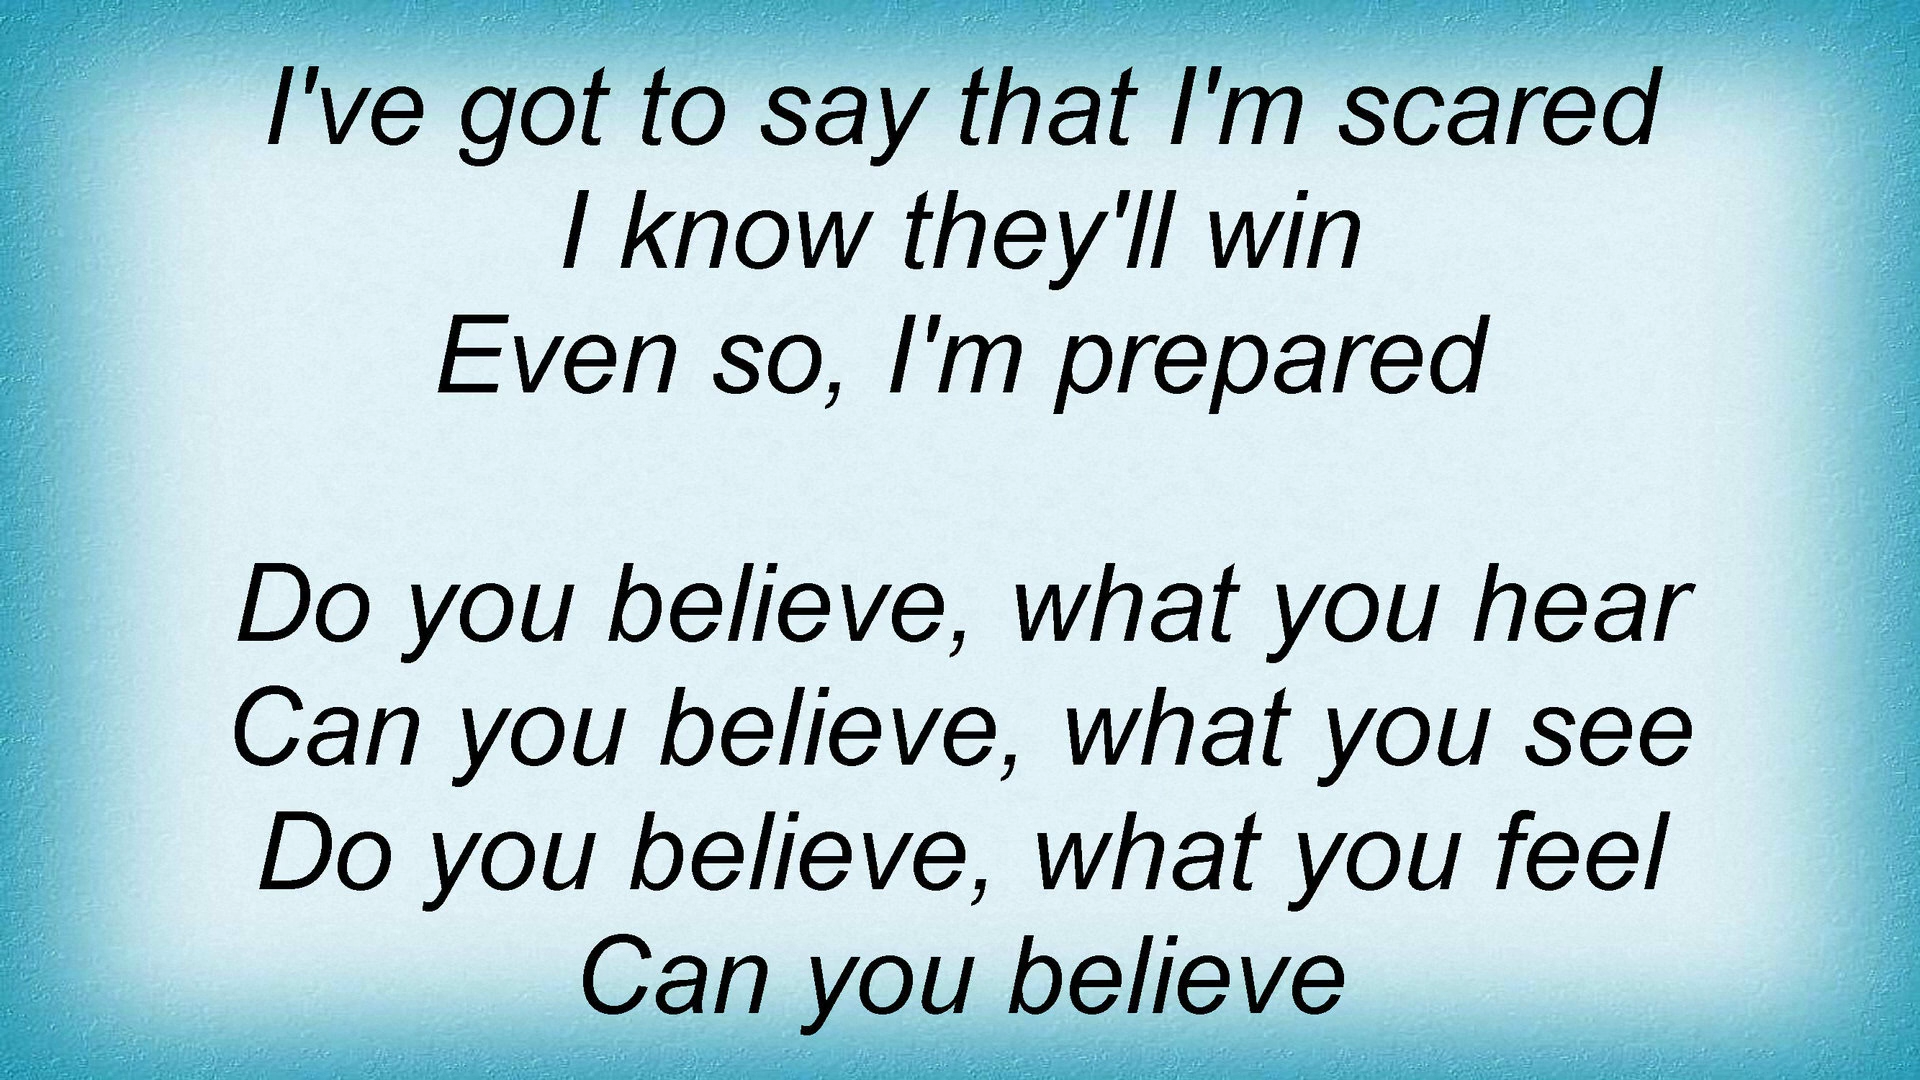 I've got to say that I'm scared
I know they'll win
Even so, I'm prepared
Do you believe, what you hear
Can you believe, what you see
Do you believe, what you feel
Can you believe